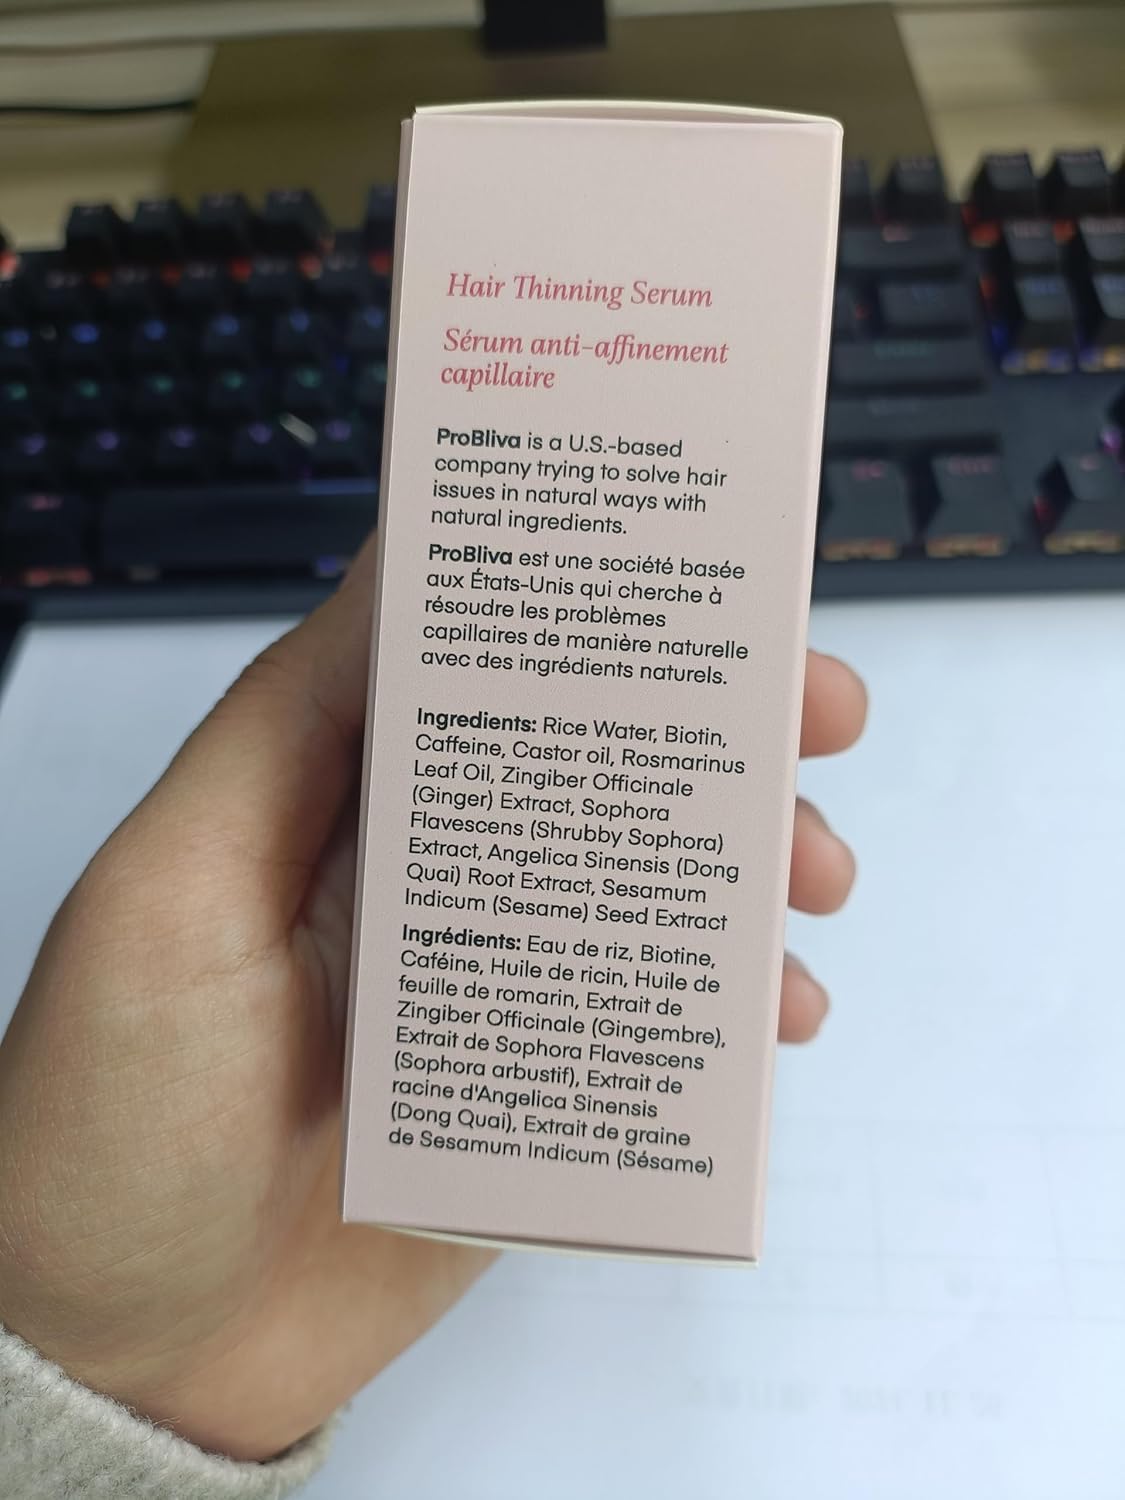 Hair Thinning Serum
Sérum anti-affinement
capillaire
ProBliva is a U.S.-based
company trying to solve hair
issues in natural ways with
natural ingredients.
ProBliva est une société basée
aux États-Unis qui cherche à
résoudre les problèmes
capillaires de manière naturelle
avec des ingrédients naturels.
Ingredients: Rice Water, Biotin,
Caffeine, Castor oil, Rosmarinus
Leaf Oil, Zingiber Officinale
(Ginger) Extract, Sophora
Flavescens (Shrubby Sophora)
Extract, Angelica Sinensis (Dong
Quai) Root Extract, Sesamum
Indicum (Sesame) Seed Extract
Ingrédients: Eau de riz, Biotine,
Caféine, Huile de ricin, Huile de
feuille de romarin, Extrait de
Zingiber Officinale (Gingembre),
Extrait de Sophora Flavescens
(Sophora arbustif), Extrait de
racine d'Angelica Sinensis
(Dong Quai), Extrait de graine
de Sesamum Indicum (Sésame)